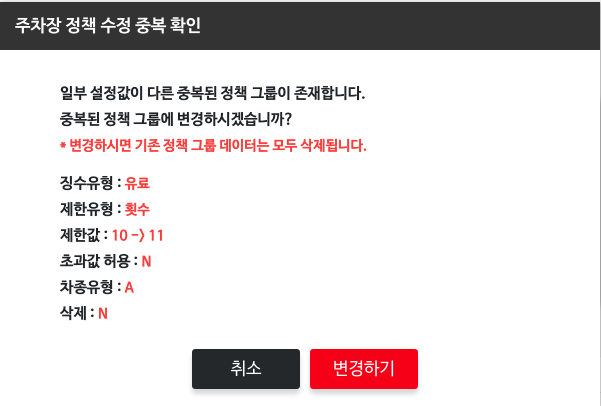 주차장 정책 수정 중복 확인
일부 설정값이 다른 중복된 정책 그룹이 존재합니다.
중복된 정책 그룹에 변경하시겠습니까?
* 변경하시면 기존 정책 그룹 데이터는 모두 삭제됩니다.
징수유형 : 유료
제한유형 : 횟수
제한값 : 10 -> 11
초과값 허용 : N
차종유형 : A
삭제 : N
취소 변경하기